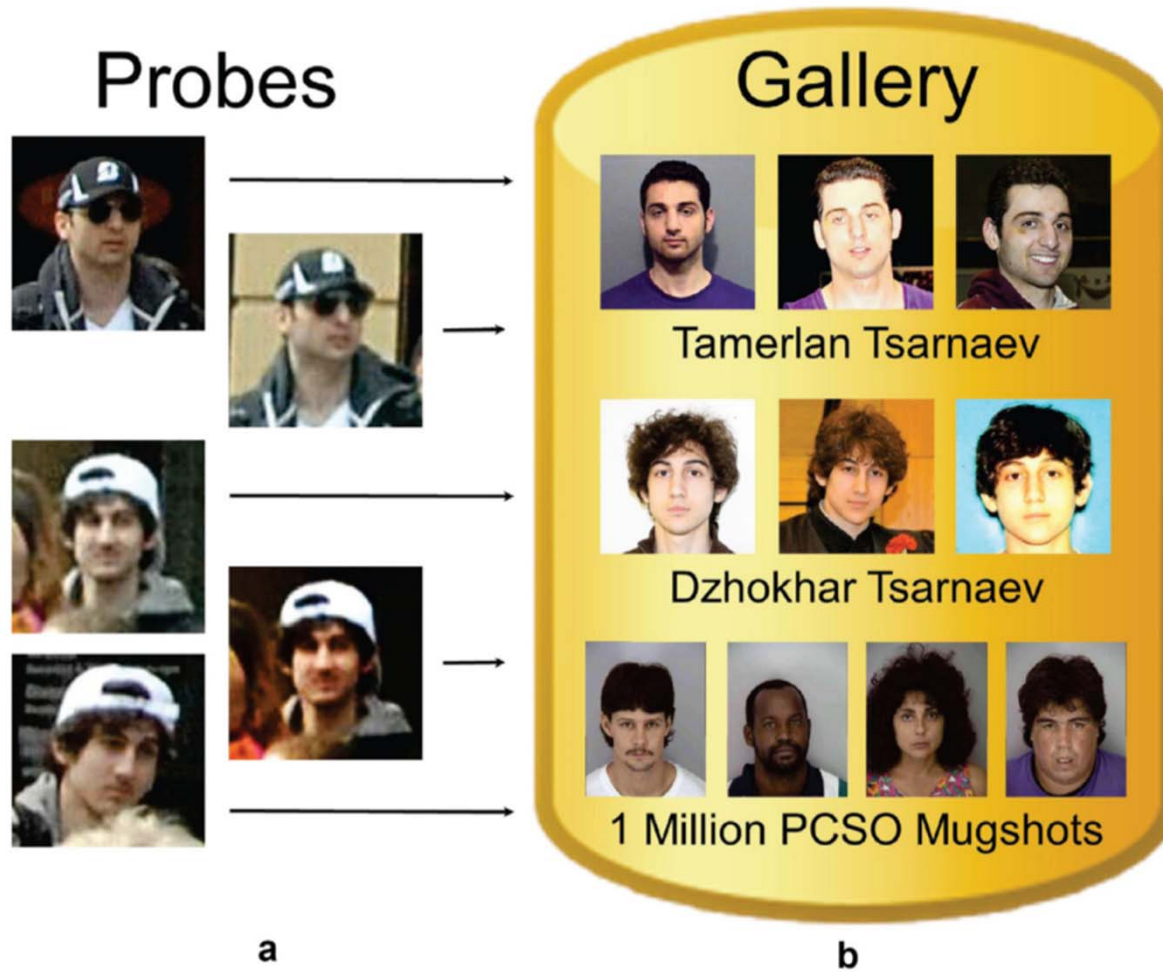 Probes
Gallery
Tamerlan Tsarnaev
Dzhokhar Tsarnaev
1 Million PCSO Mugshots
a
b